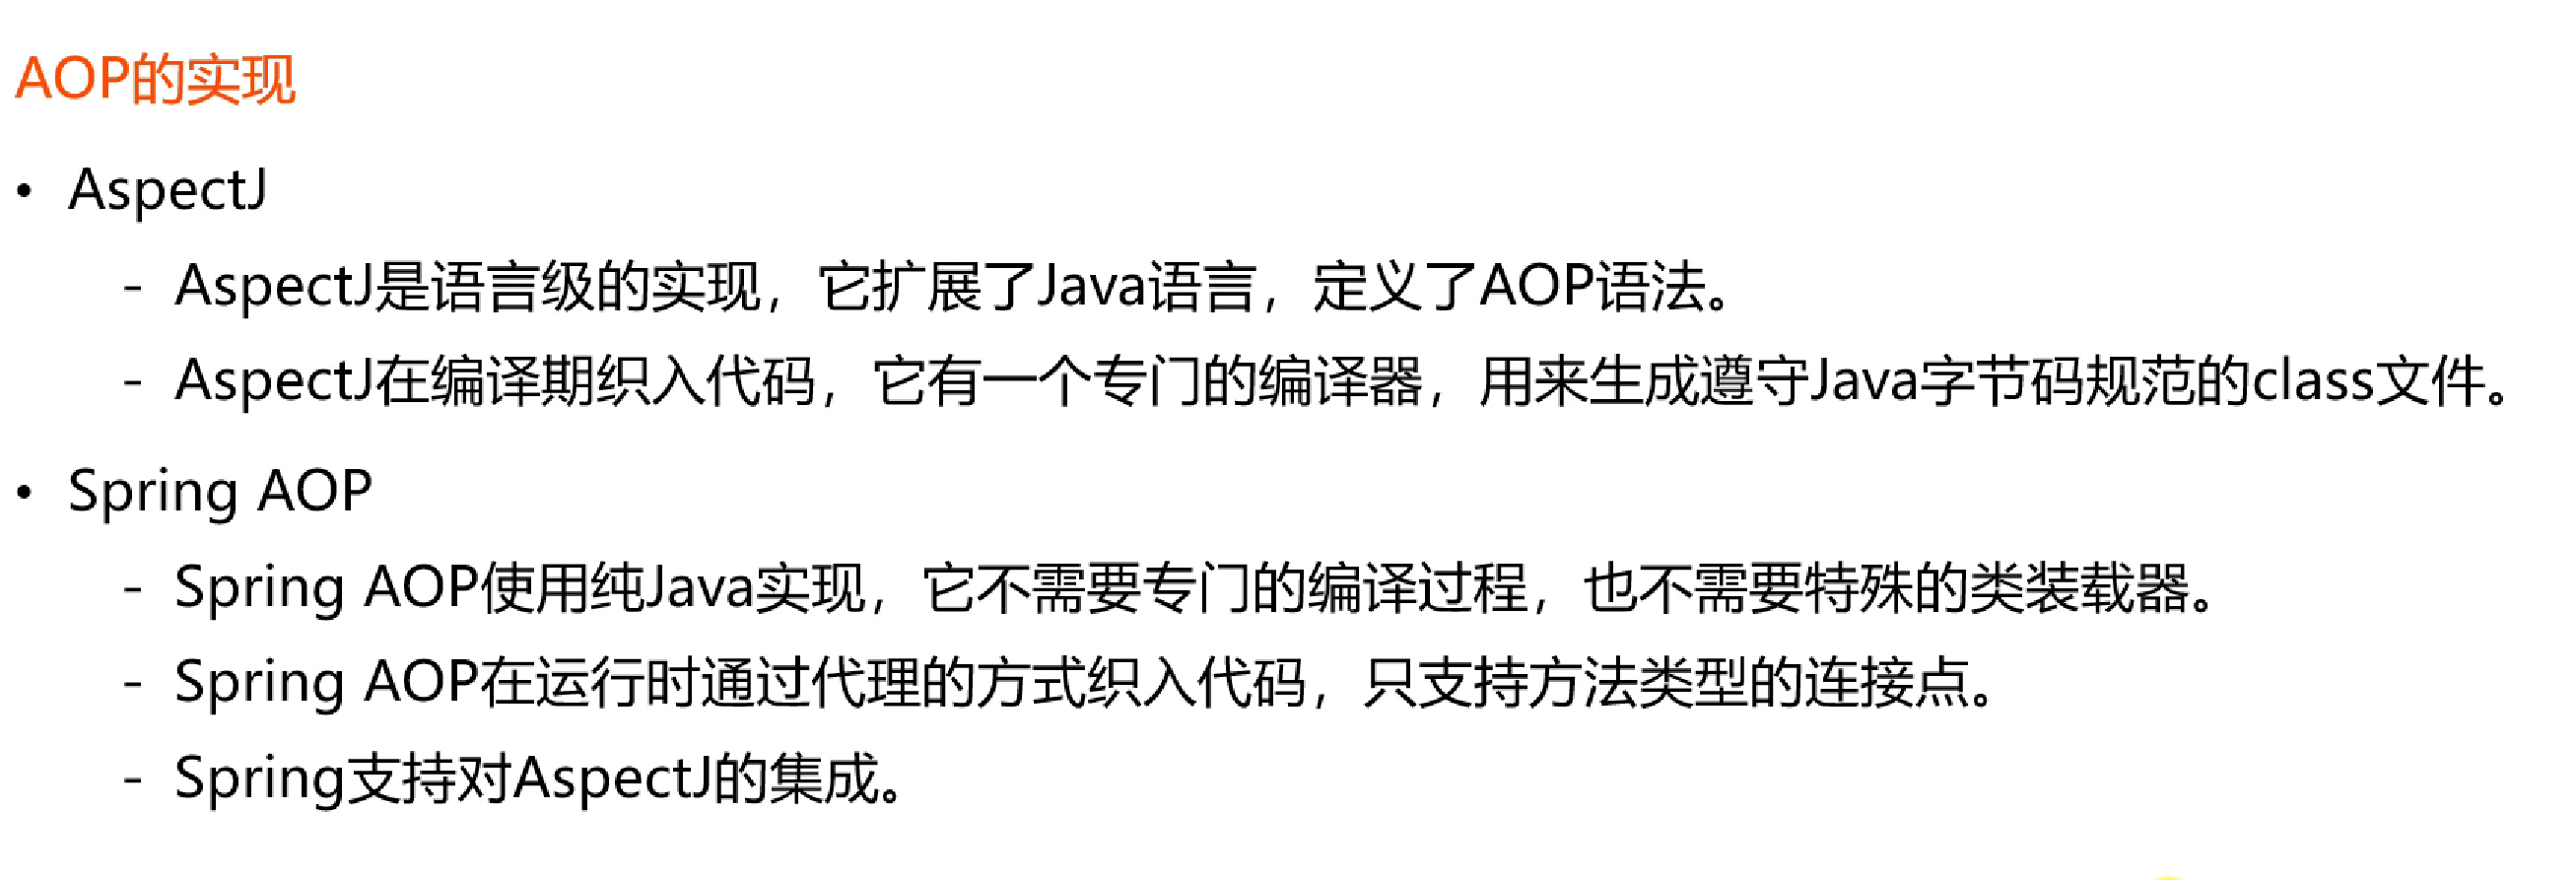 AOP的实现
• AspectJ
- AspectJ是语言级的实现，它扩展了Java语言，定义了AOP语法。
- AspectJ在编译期织入代码，它有一个专门的编译器，用来生成遵守Java字节码规范的class文件。
• Spring AOP
- Spring AOP使用纯Java实现，它不需要专门的编译过程，也不需要特殊的类装载器。
- Spring AOP在运行时通过代理的方式织入代码，只支持方法类型的连接点。
- Spring支持对AspectJ的集成。